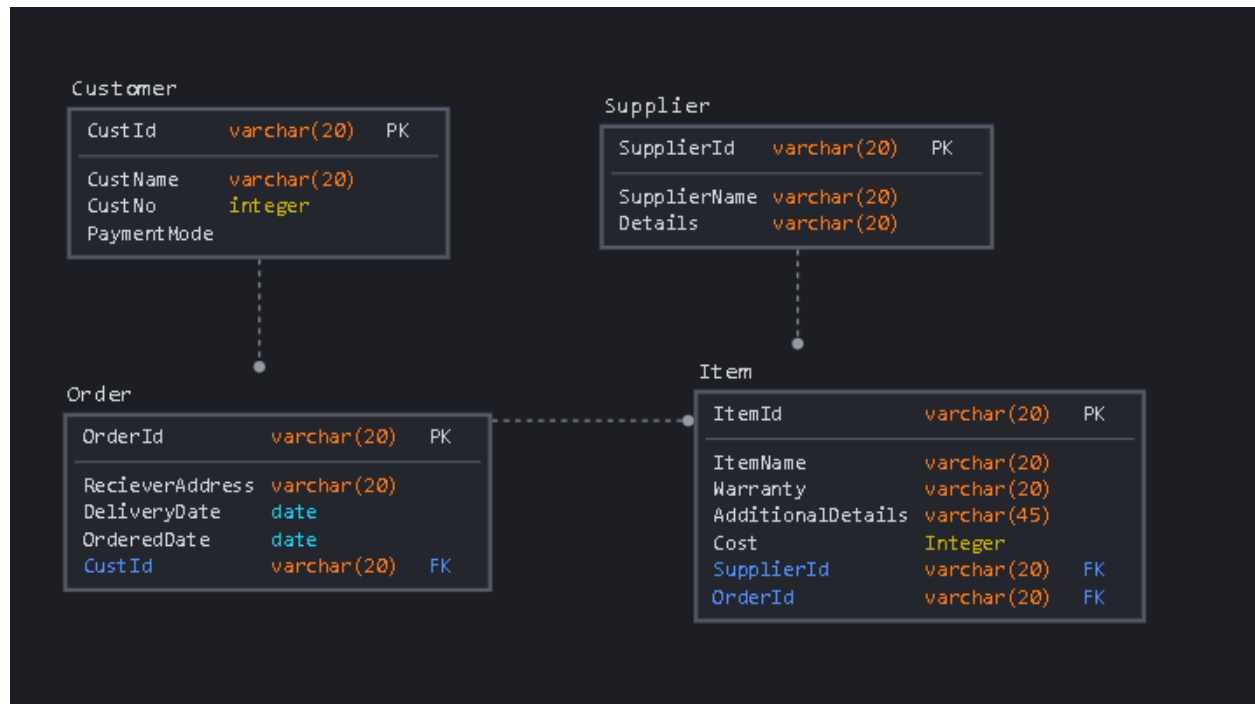 Customer
CustId varchar(20) PK
CustName varchar(20)
CustNo integer
PaymentMode
Supplier
SupplierId varchar(20) PK
SupplierName varchar(20)
Details varchar(20)
Order
OrderId varchar(20) PK
RecieverAddress varchar(20)
DeliveryDate date
OrderedDate date
CustId varchar(20) FK
Item
ItemId varchar(20) PK
ItemName varchar(20)
Warranty varchar(20)
AdditionalDetails varchar(45)
Cost Integer
SupplierId varchar(20) FK
OrderId varchar(20) FK